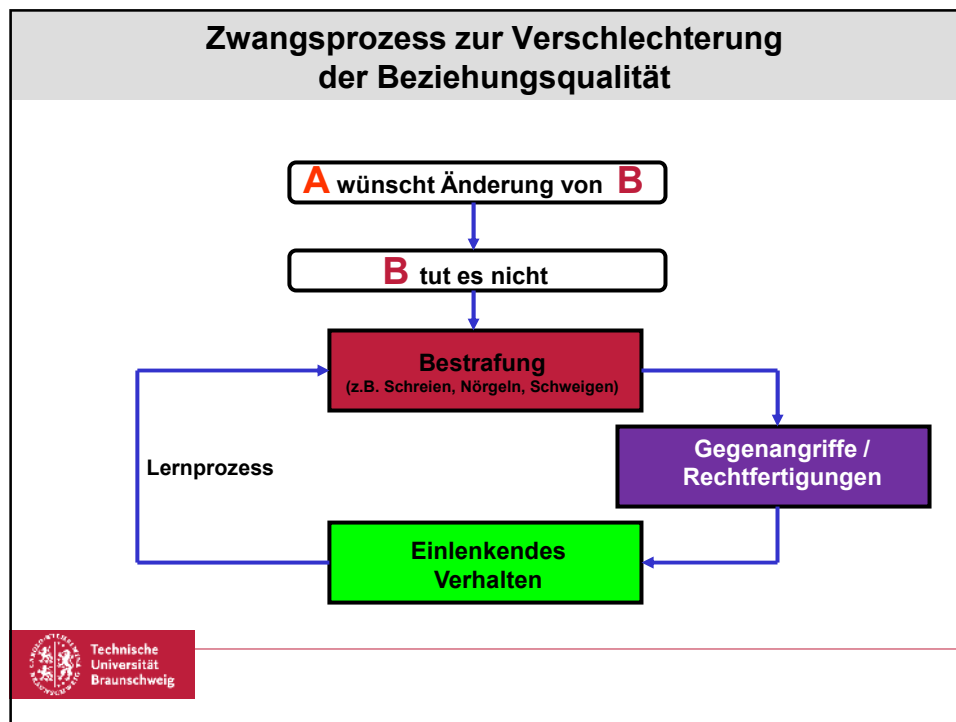 Zwangsprozess zur Verschlechterung
der Beziehungsqualität
A wünscht Änderung von B
B tut es nicht
Bestrafung
(z.B. Schreien, Nörgeln, Schweigen)
Gegenangriffe /
Rechtfertigungen
Lernprozess
Einlenkendes
Verhalten
Technische
Universität
Braunschweig